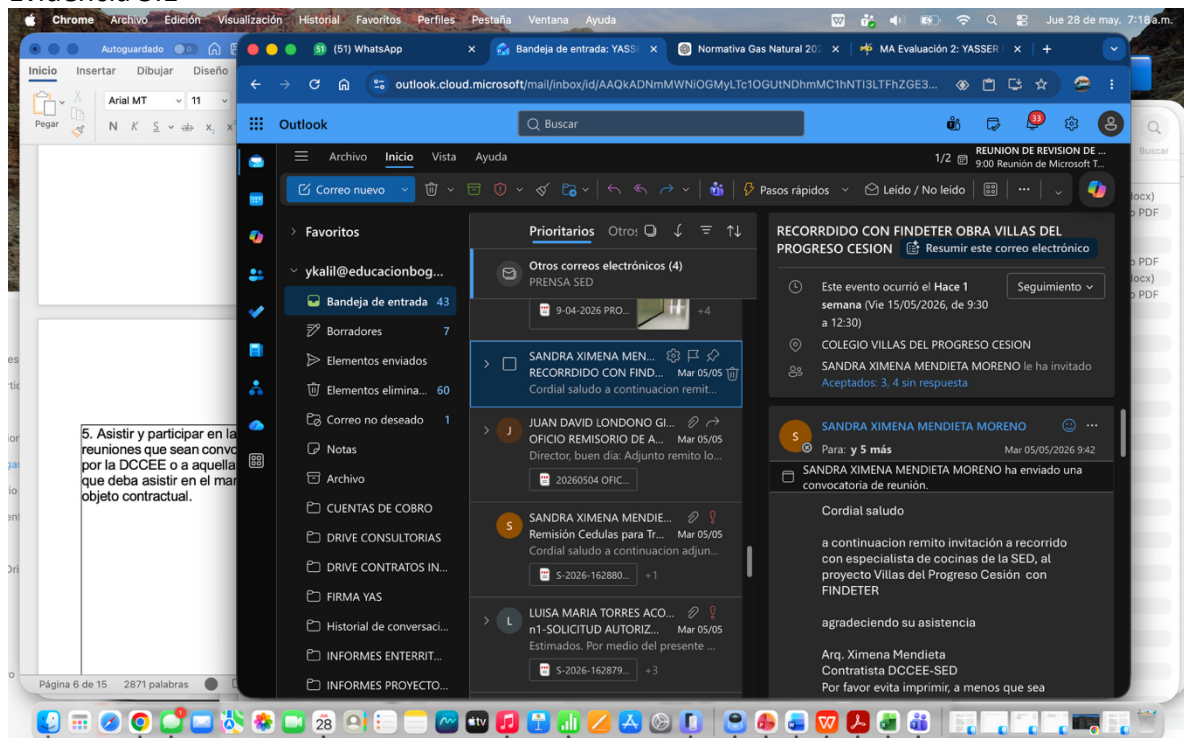 Chrome Archivo Edición Visualización Historial Favoritos Perfiles Pestaña Ventana Ayuda
Jue 28 de may. 7:18 a.m.
Autoguardado
(51) WhatsApp
Bandeja de entrada: YASS
Normativa Gas Natural 202
MA Evaluación 2: YASSER
Inicio Insertar Dibujar Diseño
outlook.cloud.microsoft/mail/inbox/id/AAQkADNmMWNiOGMyLTc1OGUtNDhmMC1hNTI3LTFhZGE3...
Pegar
Arial MT 11
N K S ab x, x
Outlook
Buscar
33
Buscar
Archivo Inicio Vista Ayuda
1/2
REUNION DE REVISION DE ...
9:00 Reunión de Microsoft T...
Correo nuevo
Pasos rápidos
Leído / No leído
Favoritos
ykalil@educacionbog...
Bandeja de entrada 43
Borradores 7
Elementos enviados
Elementos elimina... 60
Correo no deseado 1
Notas
Archivo
CUENTAS DE COBRO
DRIVE CONSULTORIAS
DRIVE CONTRATOS IN...
FIRMA YAS
Historial de conversaci...
INFORMES ENTERRIT...
INFORMES PROYECTO...
Prioritarios Otros
Otros correos electrónicos (4)
PRENSA SED
9-04-2026 PRO...
+4
SANDRA XIMENA MEN...
RECORRDIDO CON FIND... Mar 05/05
Cordial saludo a continuacion remit...
J
JUAN DAVID LONDONO GI...
OFICIO REMISORIO DE A... Mar 05/05
Director, buen día: Adjunto remito lo...
20260504 OFIC...
S
SANDRA XIMENA MENDIE...
Remisión Cedulas para Tr... Mar 05/05
Cordial saludo a continuacion adjun...
S-2026-162880... +1
L
LUISA MARIA TORRES ACO...
n1-SOLICITUD AUTORIZ... Mar 05/05
Estimados. Por medio del presente ...
S-2026-162879... +3
RECORRDIDO CON FINDETER OBRA VILLAS DEL
PROGRESO CESION
Resumir este correo electrónico
Este evento ocurrió el Hace 1
semana (Vie 15/05/2026, de 9:30
a 12:30)
Seguimiento
COLEGIO VILLAS DEL PROGRESO CESION
SANDRA XIMENA MENDIETA MORENO le ha invitado
Aceptados: 3, 4 sin respuesta
S
SANDRA XIMENA MENDIETA MORENO
Para: y 5 más
Mar 05/05/2026 9:42
SANDRA XIMENA MENDIETA MORENO ha enviado una
convocatoria de reunión.
Cordial saludo
a continuacion remito invitación a recorrido
con especialista de cocinas de la SED, al
proyecto Villas del Progreso Cesión con
FINDETER
agradeciendo su asistencia
Arq. Ximena Mendieta
Contratista DCCEE-SED
Por favor evita imprimir, a menos que sea
5. Asistir y participar en la
reuniones que sean convo
por la DCCEE o a aquella
que deba asistir en el mar
objeto contractual.
Página 6 de 15 2871 palabras
ocx)
PDF
PDF
ocx)
PDF
28
tv